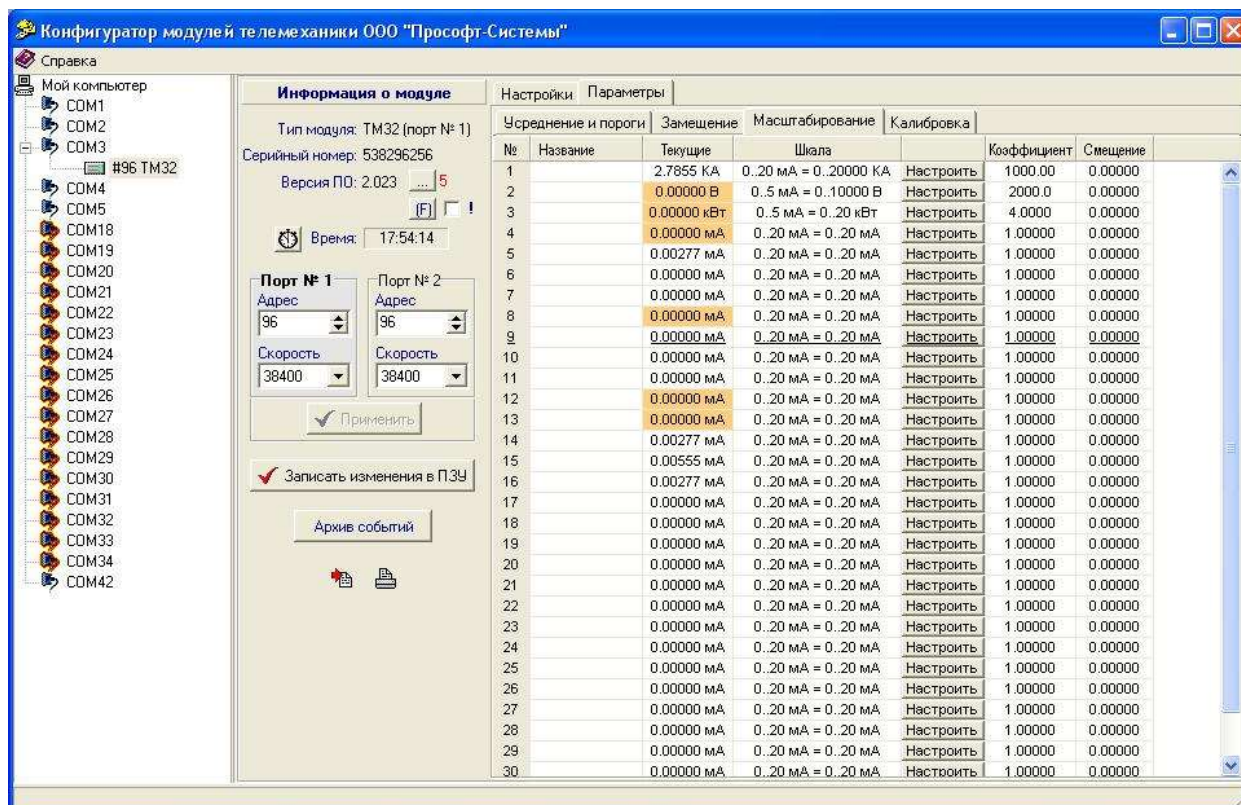 Конфигуратор модулей телемеханики ООО "Прософт-Системы"
Справка
Мой компьютер
COM1
COM2
COM3
#96 TM32
COM4
COM5
COM18
COM19
COM20
COM21
COM22
COM23
COM24
COM25
COM26
COM27
COM28
COM29
COM30
COM31
COM32
COM33
COM34
COM42
Информация о модуле
Тип модуля: ТМ32 (порт № 1)
Серийный номер: 538296256
Версия ПО: 2.023 ... 5
(F) !
Время: 17:54:14
Порт № 1 Порт № 2
Адрес Адрес
96 96
Скорость Скорость
38400 38400
Применить
Записать изменения в ПЗУ
Архив событий
Настройки Параметры
Усреднение и пороги Замещение Масштабирование Калибровка
№ Название Текущие Шкала Коэффициент Смещение
1 2.7855 КА 0..20 мА = 0..20000 КА Настроить 1000.00 0.00000
2 0.00000 В 0..5 мА = 0..10000 В Настроить 2000.0 0.00000
3 0.00000 кВт 0..5 мА = 0..20 кВт Настроить 4.0000 0.00000
4 0.00000 мА 0..20 мА = 0..20 мА Настроить 1.00000 0.00000
5 0.00277 мА 0..20 мА = 0..20 мА Настроить 1.00000 0.00000
6 0.00000 мА 0..20 мА = 0..20 мА Настроить 1.00000 0.00000
7 0.00000 мА 0..20 мА = 0..20 мА Настроить 1.00000 0.00000
8 0.00000 мА 0..20 мА = 0..20 мА Настроить 1.00000 0.00000
9 0.00000 мА 0..20 мА = 0..20 мА Настроить 1.00000 0.00000
10 0.00000 мА 0..20 мА = 0..20 мА Настроить 1.00000 0.00000
11 0.00000 мА 0..20 мА = 0..20 мА Настроить 1.00000 0.00000
12 0.00000 мА 0..20 мА = 0..20 мА Настроить 1.00000 0.00000
13 0.00000 мА 0..20 мА = 0..20 мА Настроить 1.00000 0.00000
14 0.00277 мА 0..20 мА = 0..20 мА Настроить 1.00000 0.00000
15 0.00555 мА 0..20 мА = 0..20 мА Настроить 1.00000 0.00000
16 0.00277 мА 0..20 мА = 0..20 мА Настроить 1.00000 0.00000
17 0.00000 мА 0..20 мА = 0..20 мА Настроить 1.00000 0.00000
18 0.00000 мА 0..20 мА = 0..20 мА Настроить 1.00000 0.00000
19 0.00000 мА 0..20 мА = 0..20 мА Настроить 1.00000 0.00000
20 0.00000 мА 0..20 мА = 0..20 мА Настроить 1.00000 0.00000
21 0.00000 мА 0..20 мА = 0..20 мА Настроить 1.00000 0.00000
22 0.00000 мА 0..20 мА = 0..20 мА Настроить 1.00000 0.00000
23 0.00000 мА 0..20 мА = 0..20 мА Настроить 1.00000 0.00000
24 0.00000 мА 0..20 мА = 0..20 мА Настроить 1.00000 0.00000
25 0.00000 мА 0..20 мА = 0..20 мА Настроить 1.00000 0.00000
26 0.00000 мА 0..20 мА = 0..20 мА Настроить 1.00000 0.00000
27 0.00000 мА 0..20 мА = 0..20 мА Настроить 1.00000 0.00000
28 0.00000 мА 0..20 мА = 0..20 мА Настроить 1.00000 0.00000
29 0.00000 мА 0..20 мА = 0..20 мА Настроить 1.00000 0.00000
30 0.00000 мА 0..20 мА = 0..20 мА Настроить 1.00000 0.00000